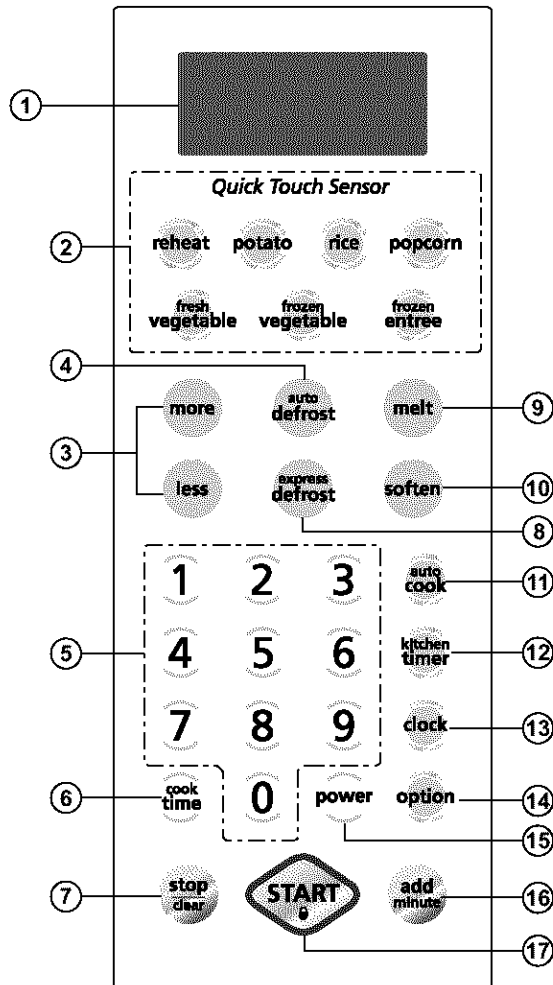 1
Quick Touch Sensor
2
reheat potato rice popcorn
fresh vegetable frozen vegetable frozen entree
4
3
more auto defrost melt
9
less express defrost soften
10
8
1 2 3 auto cook
11
5
4 5 6 kitchen timer
12
7 8 9 clock
13
6
cook time 0 power option
14
15
7
stop clear START add minute
16
17